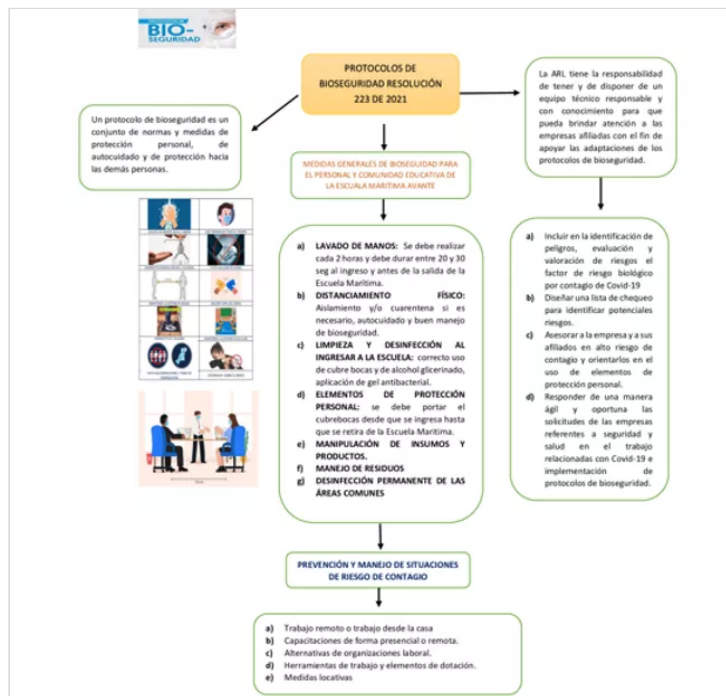 BIO-
SEGURIDAD
PROTOCOLOS DE
BIOSEGURIDAD RESOLUCIÓN
223 DE 2021
Un protocolo de bioseguridad es un
conjunto de normas y medidas de
protección personal, de
autocuidado y de protección hacia
las demás personas.
MEDIDAS GENERALES DE BIOSEGUIDAD PARA
EL PERSONAL Y COMUNIDAD EDUCATIVA DE
LA ESCUELA MARITIMA AVANTE
a) LAVADO DE MANOS: Se debe realizar
cada 2 horas y debe durar entre 20 y 30
seg al ingreso y antes de la salida de la
Escuela Marítima.
b) DISTANCIAMIENTO FÍSICO:
Aislamiento y/o cuarentena si es
necesario, autocuidado y buen manejo
de bioseguridad.
c) LIMPIEZA Y DESINFECCIÓN AL
INGRESAR A LA ESCUELA: correcto uso
de cubre bocas y de alcohol glicerinado,
aplicación de gel antibacterial.
d) ELEMENTOS DE PROTECCIÓN
PERSONAL: se debe portar el
cubrebocas desde que se ingresa hasta
que se retira de la Escuela Maritima.
e) MANIPULACIÓN DE INSUMOS Y
PRODUCTOS.
f) MANEJO DE RESIDUOS
g) DESINFECCIÓN PERMANENTE DE LAS
ÁREAS COMUNES
PREVENCIÓN Y MANEJO DE SITUACIONES
DE RIESGO DE CONTAGIO
a) Trabajo remoto o trabajo desde la casa
b) Capacitaciones de forma presencial o remota.
c) Alternativas de organizaciones laboral.
d) Herramientas de trabajo y elementos de dotación.
e) Medidas locativas
La ARL tiene la responsabilidad
de tener y de disponer de un
equipo técnico responsable y
con conocimiento para que
pueda brindar atención a las
empresas afiliadas con el fin de
apoyar las adaptaciones de los
protocolos de bioseguridad.
a) Incluir en la identificación de
peligros, evaluación y
valoración de riesgos el
factor de riesgo biológico
por contagio de Covid-19
b) Diseñar una lista de chequeo
para identificar potenciales
riesgos.
c) Asesorar a la empresa y a sus
afiliados en alto riesgo de
contagio y orientarlos en el
uso de elementos de
protección personal.
d) Responder de una manera
ágil y oportuna las
solicitudes de las empresas
referentes a seguridad y
salud en el trabajo
relacionadas con Covid-19 e
implementación de
protocolos de bioseguridad.